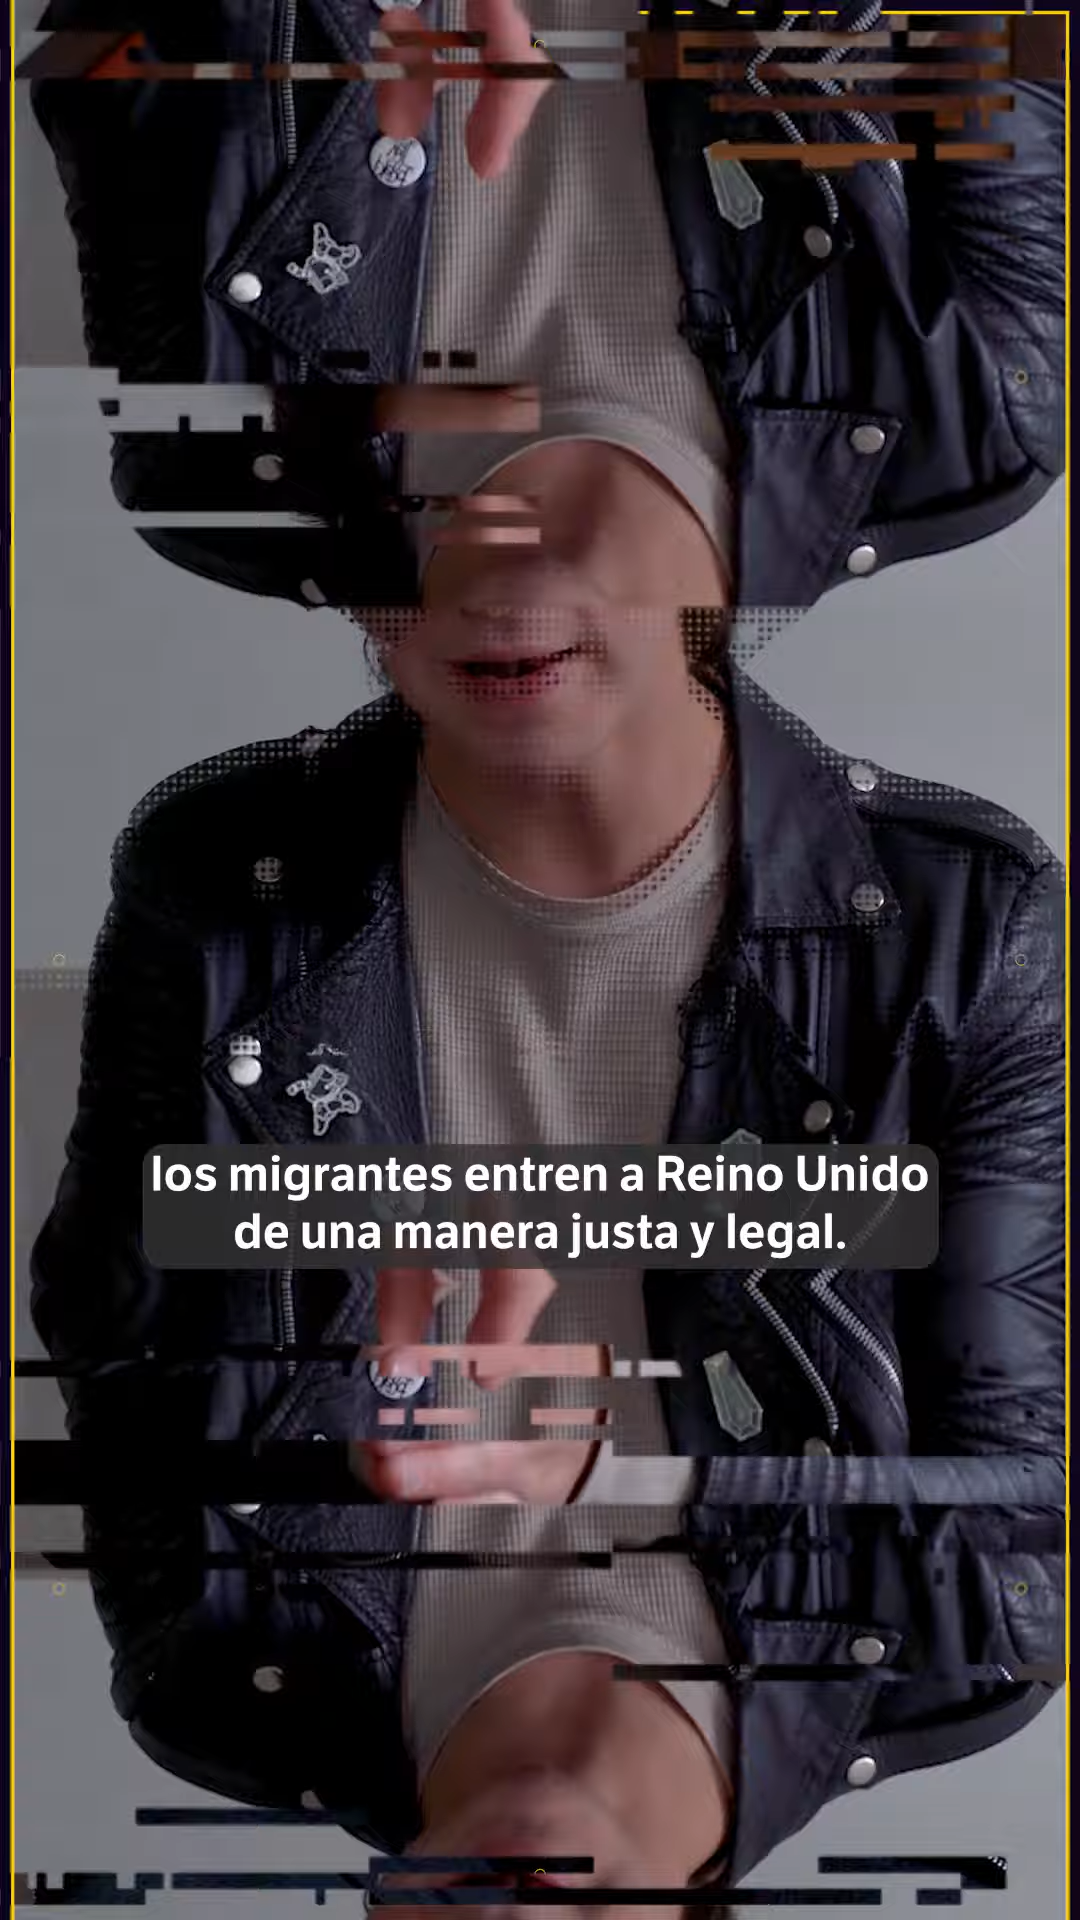 los migrantes entren a Reino Unido
de una manera justa y legal.